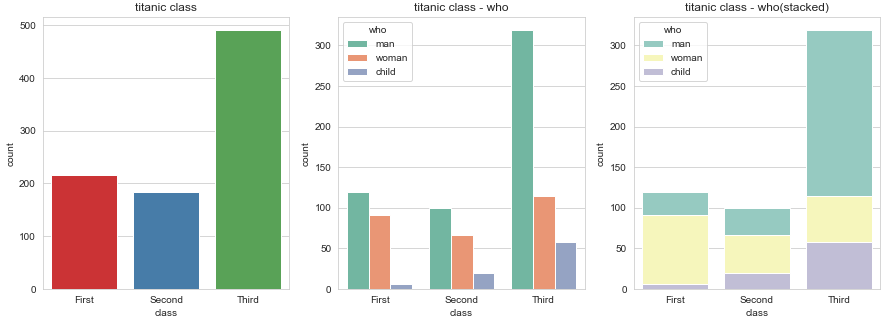 titanic class
500
400
300
200
100
0
count
First Second Third
class
titanic class - who
who
man
woman
child
300
250
200
150
100
50
0
count
First Second Third
class
titanic class - who(stacked)
who
man
woman
child
300
250
200
150
100
50
0
count
First Second Third
class